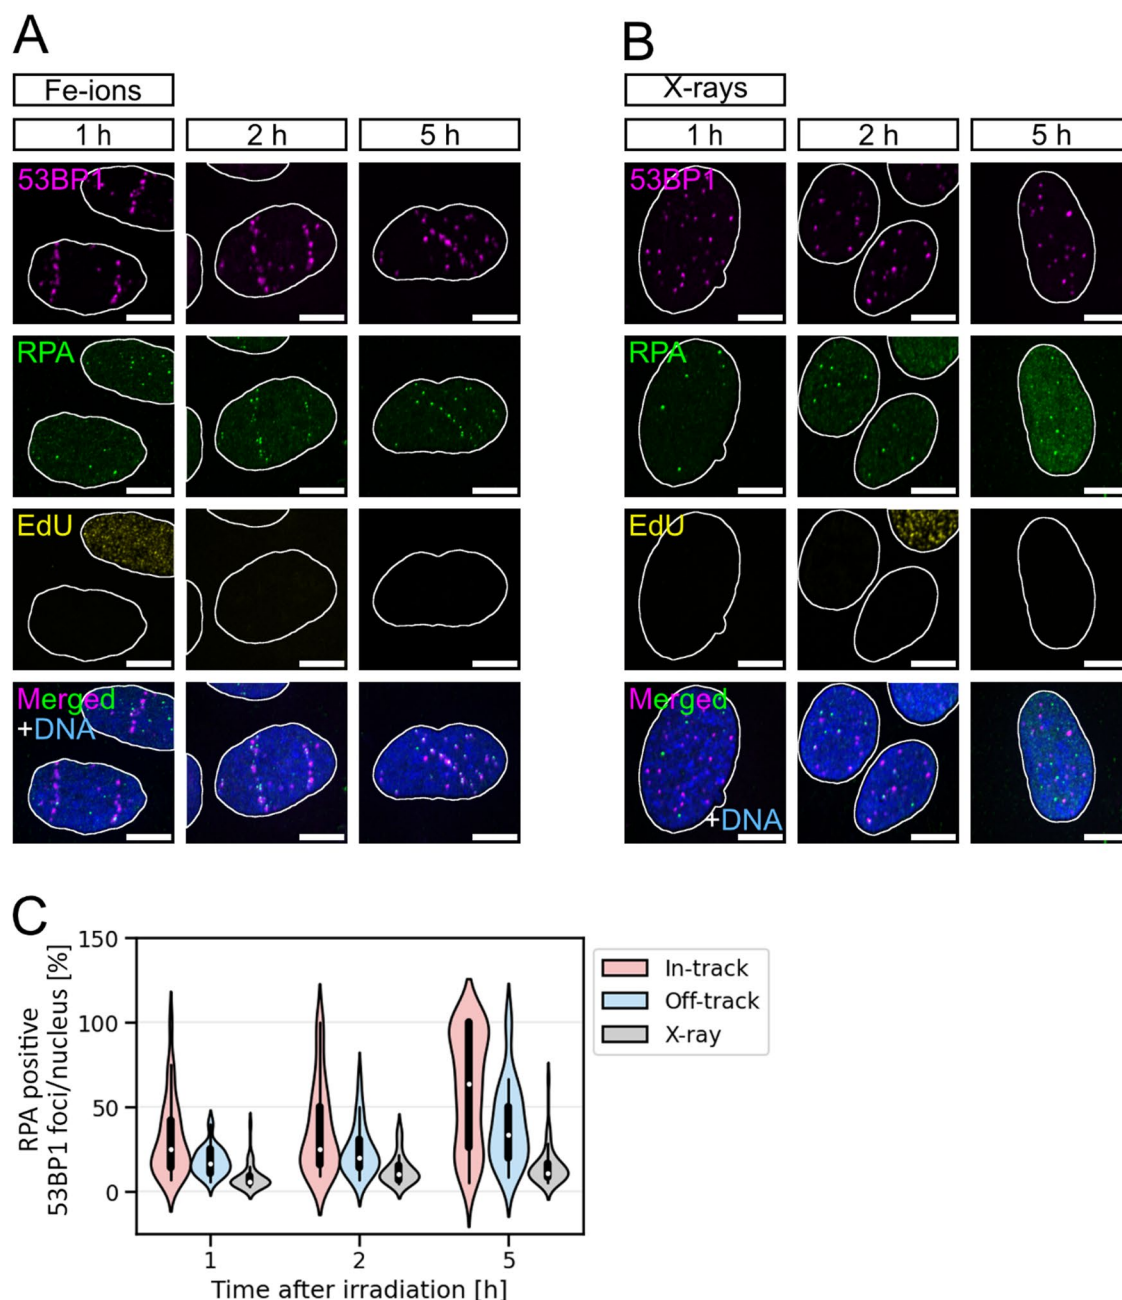 A
Fe-ions
1 h
2 h
5 h
53BP1
RPA
EdU
Merged
+DNA
B
X-rays
1 h
2 h
5 h
53BP1
RPA
EdU
Merged
+DNA
C
RPA positive
53BP1 foci/nucleus [%]
150
100
50
0
1
2
5
Time after irradiation [h]
In-track
Off-track
X-ray